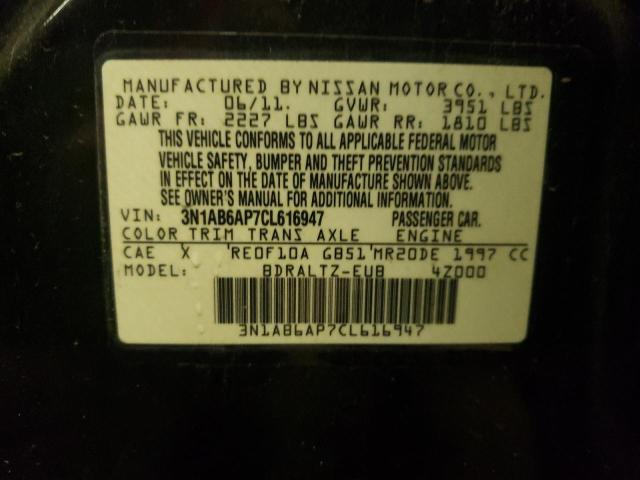 MANUFACTURED BY NISSAN MOTOR CO., LTD.
DATE: 06/11. GVWR: 3951 LBS
GAWR FR: 2227 LBS GAWR RR: 1810 LBS
THIS VEHICLE CONFORMS TO ALL APPLICABLE FEDERAL MOTOR
VEHICLE SAFETY, BUMPER AND THEFT PREVENTION STANDARDS
IN EFFECT ON THE DATE OF MANUFACTURE SHOWN ABOVE.
SEE OWNER'S MANUAL FOR ADDITIONAL INFORMATION.
VIN: 3N1AB6AP7CL616947 PASSENGER CAR.
COLOR TRIM TRANS AXLE ENGINE
CAE X RE0F10A GB51 MR20DE 1997 CC
MODEL: BDRALTZ-EUB 4Z000
3N1AB6AP7CL616947